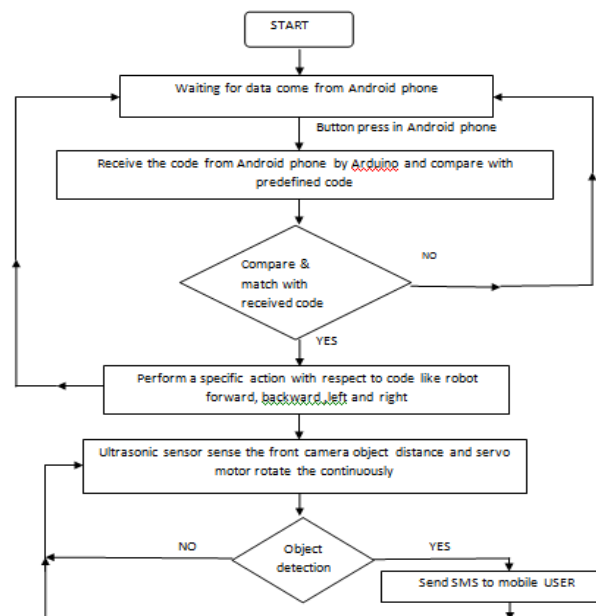 START
Waiting for data come from Android phone
Button press in Android phone
Receive the code from Android phone by Arduino and compare with
predefined code
NO
Compare &
match with
received code
YES
Perform a specific action with respect to code like robot
forward, backward ,left and right
Ultrasonic sensor sense the front camera object distance and servo
motor rotate the continuously
NO
YES
Object
detection
Send SMS to mobile USER